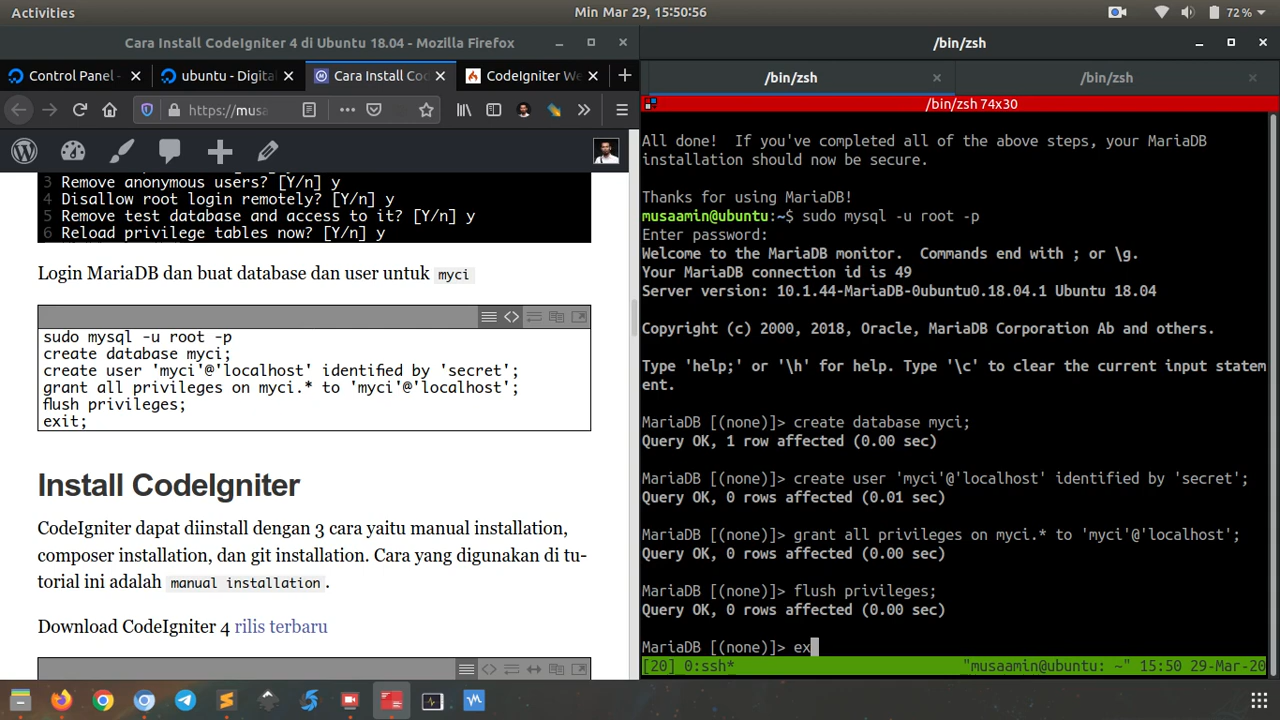 Activities
Min Mar 29, 15:50:56
72%
Cara Install CodeIgniter 4 di Ubuntu 18.04 - Mozilla Firefox
Control Panel -
ubuntu - Digita
Cara Install Coc
CodeIgniter We
https://musa
3 Remove anonymous users? [Y/n] y
4 Disallow root login remotely? [Y/n] y
5 Remove test database and access to it? [Y/n] y
6 Reload privilege tables now? [Y/n] y
Login MariaDB dan buat database dan user untuk myci
sudo mysql -u root -p
create database myci;
create user 'myci'@'localhost' identified by 'secret';
grant all privileges on myci.* to 'myci'@'localhost';
flush privileges;
exit;
Install CodeIgniter
CodeIgniter dapat diinstall dengan 3 cara yaitu manual installation,
composer installation, dan git installation. Cara yang digunakan di tu-
torial ini adalah manual installation.
Download CodeIgniter 4 rilis terbaru
/bin/zsh
/bin/zsh
/bin/zsh
/bin/zsh 74x30
All done!  If you've completed all of the above steps, your MariaDB
installation should now be secure.
Thanks for using MariaDB!
musaamin@ubuntu:~$ sudo mysql -u root -p
Enter password:
Welcome to the MariaDB monitor.  Commands end with ; or \g.
Your MariaDB connection id is 49
Server version: 10.1.44-MariaDB-0ubuntu0.18.04.1 Ubuntu 18.04
Copyright (c) 2000, 2018, Oracle, MariaDB Corporation Ab and others.
Type 'help;' or '\h' for help. Type '\c' to clear the current input statem
ent.
MariaDB [(none)]> create database myci;
Query OK, 1 row affected (0.00 sec)
MariaDB [(none)]> create user 'myci'@'localhost' identified by 'secret';
Query OK, 0 rows affected (0.01 sec)
MariaDB [(none)]> grant all privileges on myci.* to 'myci'@'localhost';
Query OK, 0 rows affected (0.00 sec)
MariaDB [(none)]> flush privileges;
Query OK, 0 rows affected (0.00 sec)
MariaDB [(none)]> ex
[20] 0:ssh*
"musaamin@ubuntu: ~" 15:50 29-Mar-20